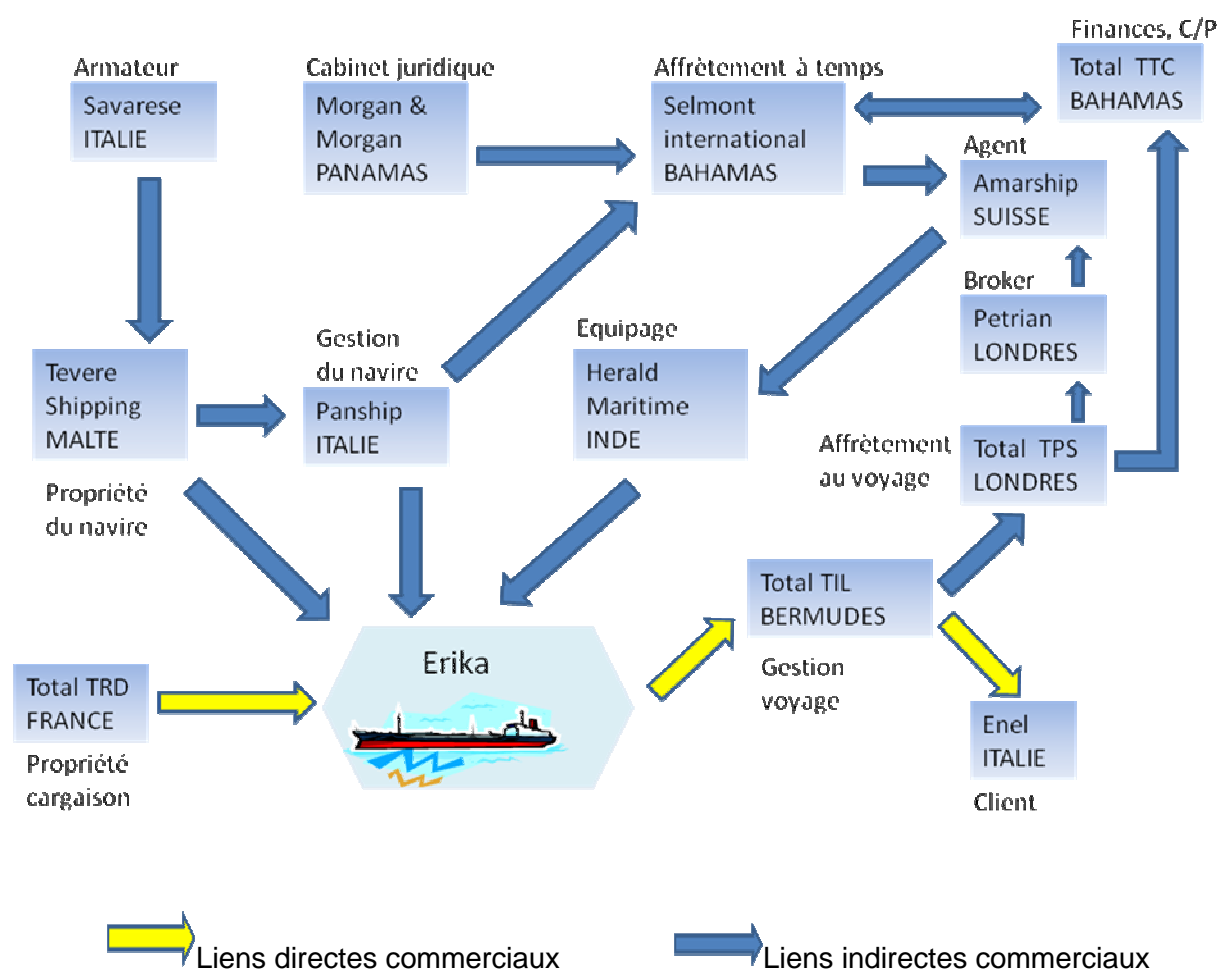 Finances, C/P
Armateur
Cabinet juridique
Affrètement à temps
Total TTC
BAHAMAS
Savarese
ITALIE
Morgan &
Morgan
PANAMAS
Selmont
international
BAHAMAS
Agent
Amarship
SUISSE
Broker
Petrian
LONDRES
Gestion
du navire
Equipage
Tevere
Shipping
MALTE
Panship
ITALIE
Herald
Maritime
INDE
Affrètement
au voyage
Total TPS
LONDRES
Propriété
du navire
Total TIL
BERMUDES
Gestion
voyage
Erika
Total TRD
FRANCE
Propriété
cargaison
Enel
ITALIE
Client
Liens directes commerciaux
Liens indirectes commerciaux